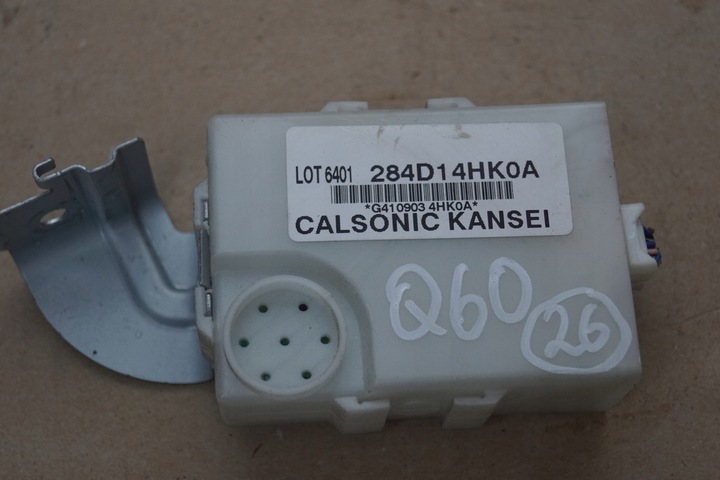 LOT 6401 284D14HK0A
*G410903 4HK0A*
CALSONIC KANSEI
Q60
26